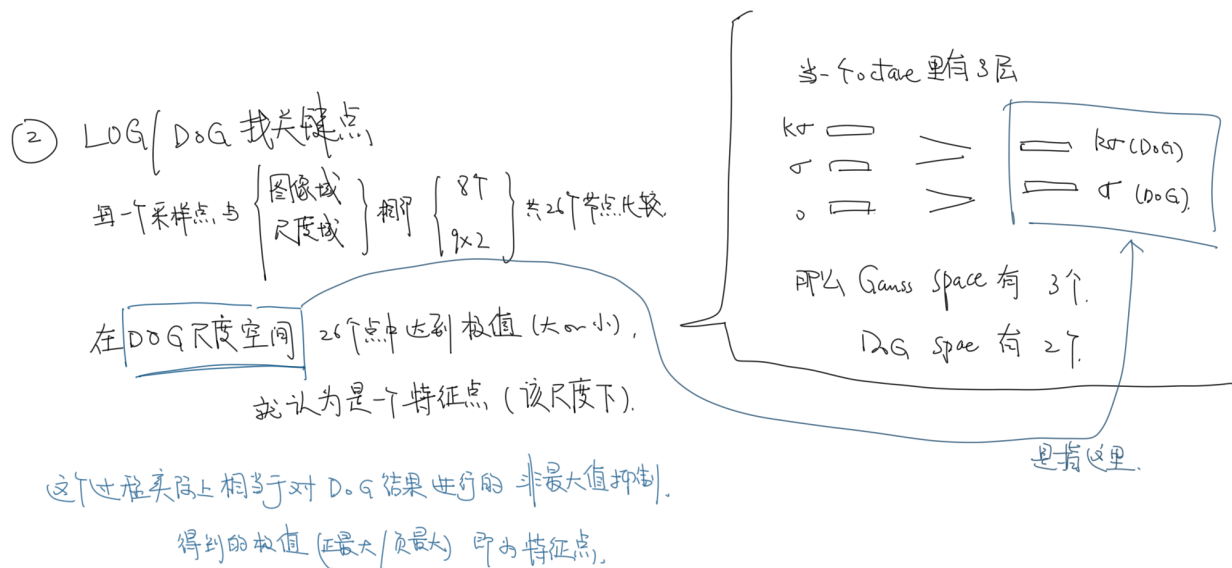 ② LOG/DoG 找关键点
每一个采样点与 {图像域 尺度域} 相邻 {8个 9x2} 共26个节点比较
在 DOG尺度空间 26个点中达到极值(大or小),
就认为是一个特征点(该尺度下).
这个过程实际上相当于对DoG结果进行的非最大值抑制.
得到的极值(正最大/负最大)即为特征点.
当一个octave里有3层
kσ
σ
0
kσ (DoG)
σ (DoG).
那么 Gauss space 有 3个.
DoG spae 有 2个.
是指这里.